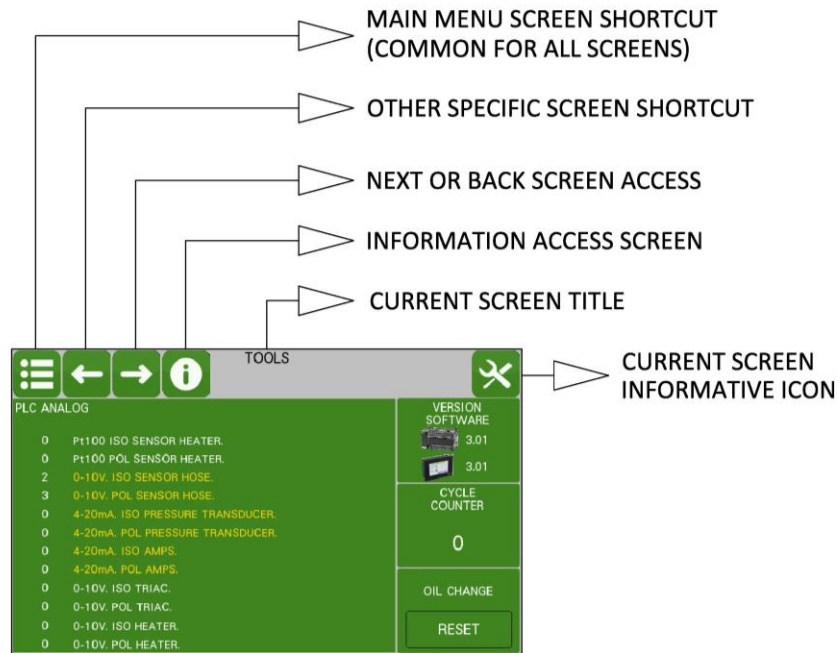 MAIN MENU SCREEN SHORTCUT
(COMMON FOR ALL SCREENS)
OTHER SPECIFIC SCREEN SHORTCUT
NEXT OR BACK SCREEN ACCESS
INFORMATION ACCESS SCREEN
CURRENT SCREEN TITLE
CURRENT SCREEN
INFORMATIVE ICON
TOOLS
PLC ANALOG
0 Pt100 ISO SENSOR HEATER.
0 Pt100 POL SENSOR HEATER.
2 0-10V. ISO SENSOR HOSE.
3 0-10V. POL SENSOR HOSE.
0 4-20mA. ISO PRESSURE TRANSDUCER.
0 4-20mA. POL PRESSURE TRANSDUCER.
0 4-20mA. ISO AMPS.
0 4-20mA. POL AMPS.
0 0-10V. ISO TRIAC.
0 0-10V. POL TRIAC.
0 0-10V. ISO HEATER.
0 0-10V. POL HEATER.
VERSION
SOFTWARE
3.01
3.01
CYCLE
COUNTER
0
OIL CHANGE
RESET